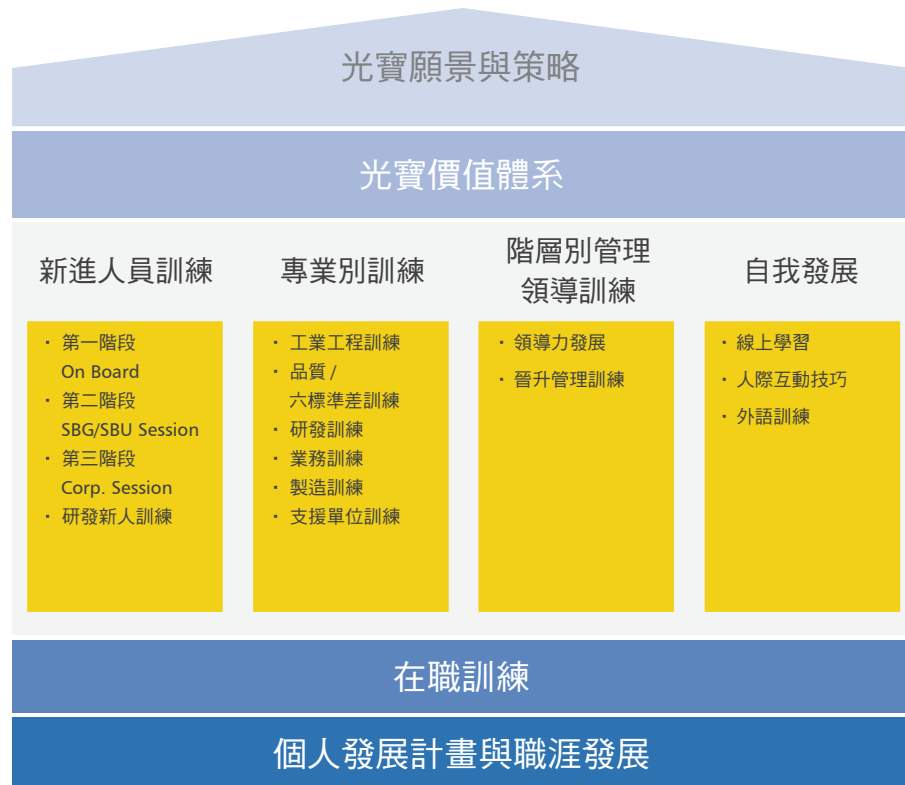 光寶願景與策略
光寶價值體系
新進人員訓練
・ 第一階段
On Board
・ 第二階段
SBG/SBU Session
・ 第三階段
Corp. Session
・ 研發新人訓練
專業別訓練
・ 工業工程訓練
・ 品質 /
六標準差訓練
・ 研發訓練
・ 業務訓練
・ 製造訓練
・ 支援單位訓練
階層別管理
領導訓練
・ 領導力發展
・ 晉升管理訓練
自我發展
・ 線上學習
・ 人際互動技巧
・ 外語訓練
在職訓練
個人發展計畫與職涯發展